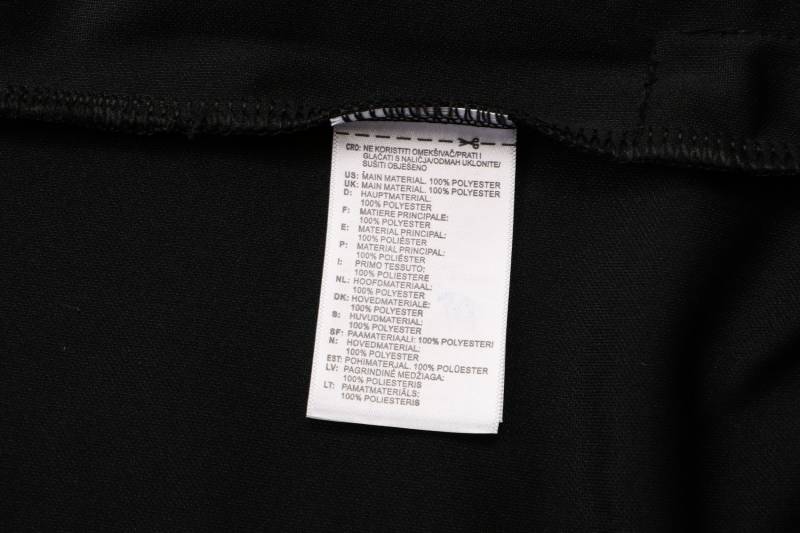 CRO: NE KORISTITI OMEKŠIVAČ/PRATI I
GLAČATI S NALIČJA/ODMAH UKLONITE/
SUŠITI OBJEŠENO
US: MAIN MATERIAL. 100% POLYESTER
UK: MAIN MATERIAL. 100% POLYESTER
D: HAUPTMATERIAL:
100% POLYESTER
F: MATIERE PRINCIPALE:
100% POLYESTER
E: MATERIAL PRINCIPAL:
100% POLIÉSTER
P: MATERIAL PRINCIPAL:
100% POLIÉSTER
I: PRIMO TESSUTO:
100% POLIESTERE
NL: HOOFDMATERIAAL:
100% POLYESTER
DK: HOVEDMATERIALE:
100% POLYESTER
S: HUVUDMATERIAL:
100% POLYESTER
SF: PAAMATERIAALI: 100% POLYESTERI
N: HOVEDMATERIAL:
100% POLYESTER
EST: POHIMATERJAL. 100% POLÜESTER
LV: PAGRINDINĖ MEDŽIAGA:
100% POLIESTERIS
LT: PAMATMATERIĀLS:
100% POLIESTERIS